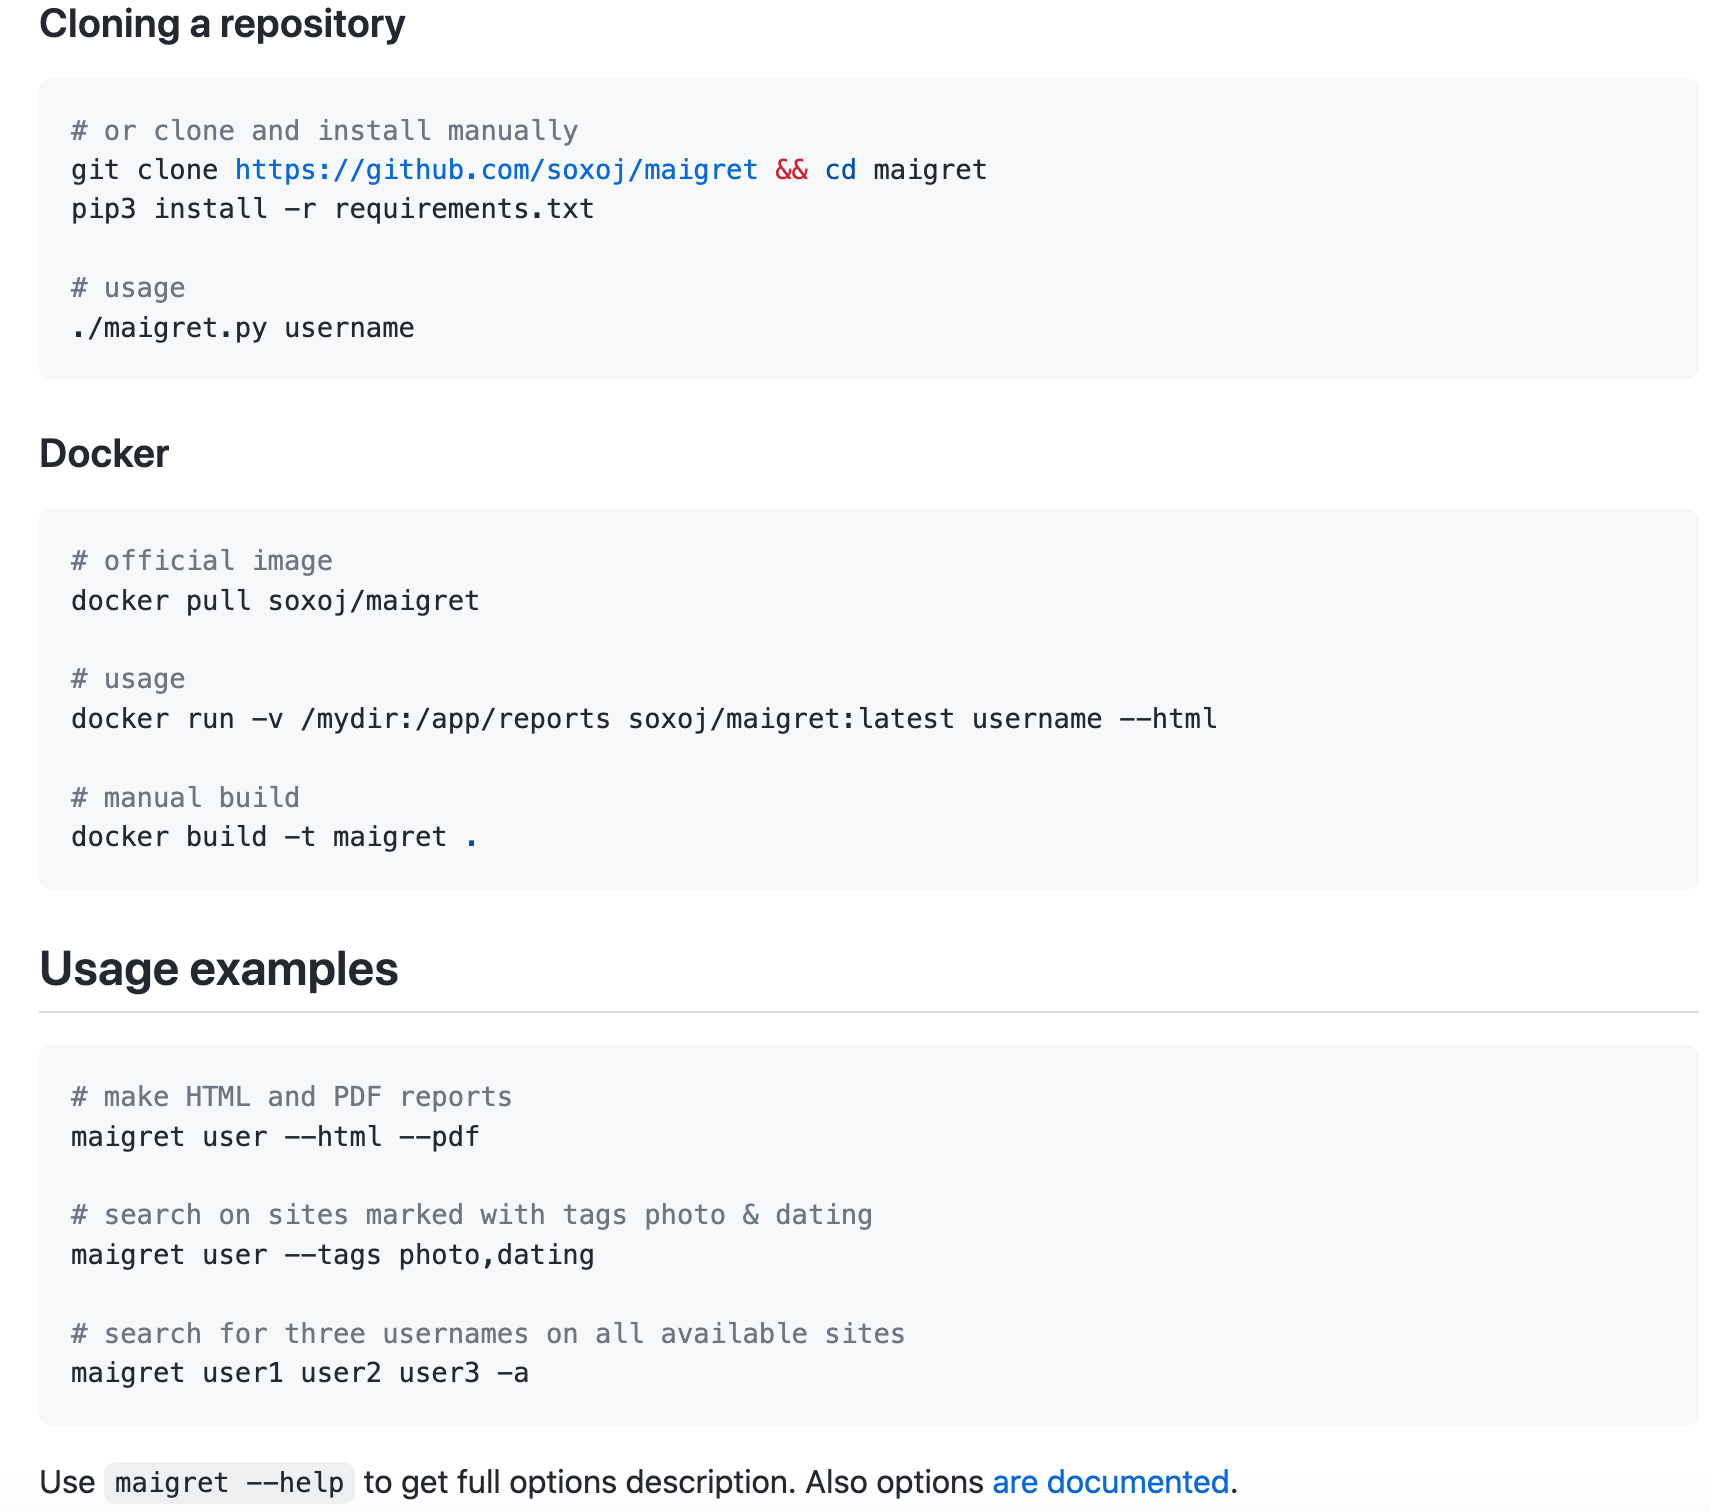 Cloning a repository
# or clone and install manually
git clone https://github.com/soxoj/maigret && cd maigret
pip3 install -r requirements.txt
# usage
./maigret.py username
Docker
# official image
docker pull soxoj/maigret
# usage
docker run -v /mydir:/app/reports soxoj/maigret:latest username --html
# manual build
docker build -t maigret .
Usage examples
# make HTML and PDF reports
maigret user --html --pdf
# search on sites marked with tags photo & dating
maigret user --tags photo,dating
# search for three usernames on all available sites
maigret user1 user2 user3 -a
Use maigret --help to get full options description. Also options are documented.